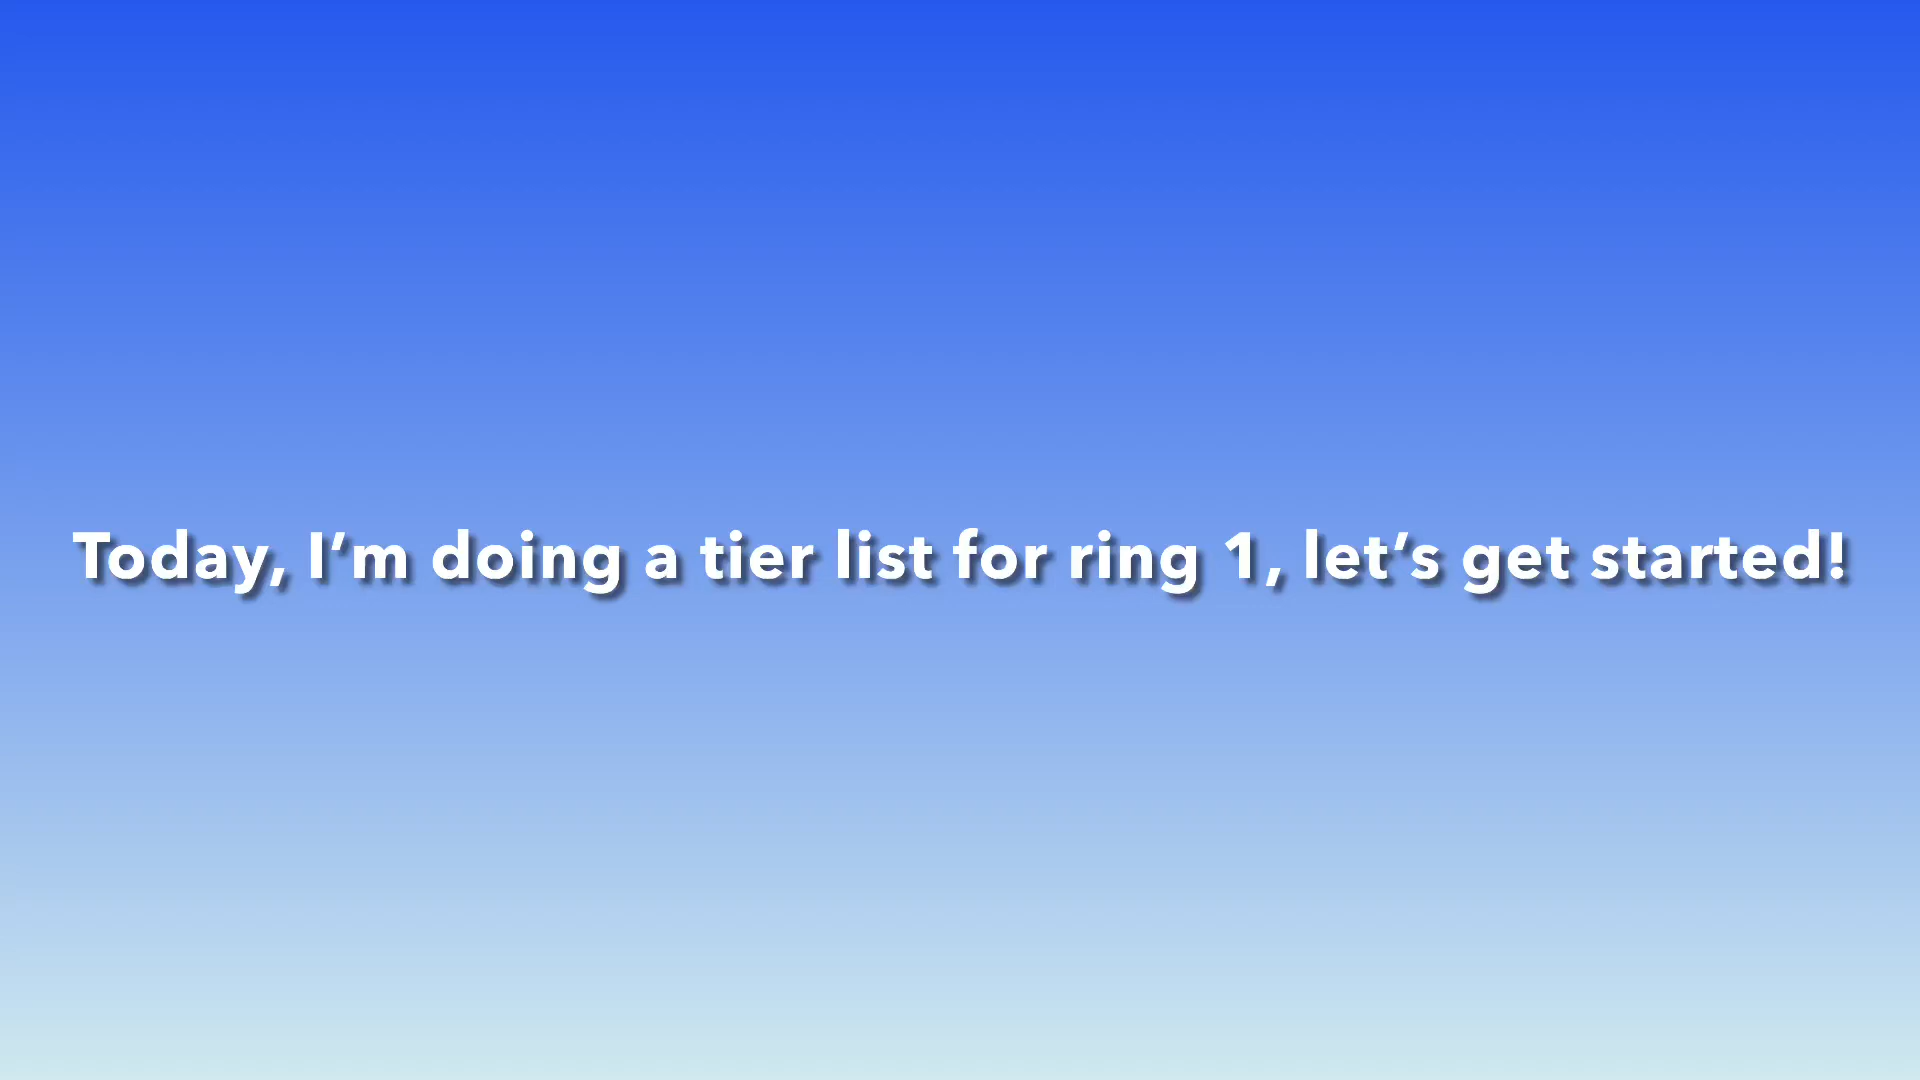 Today, I’m doing a tier list for ring 1, let’s get started!